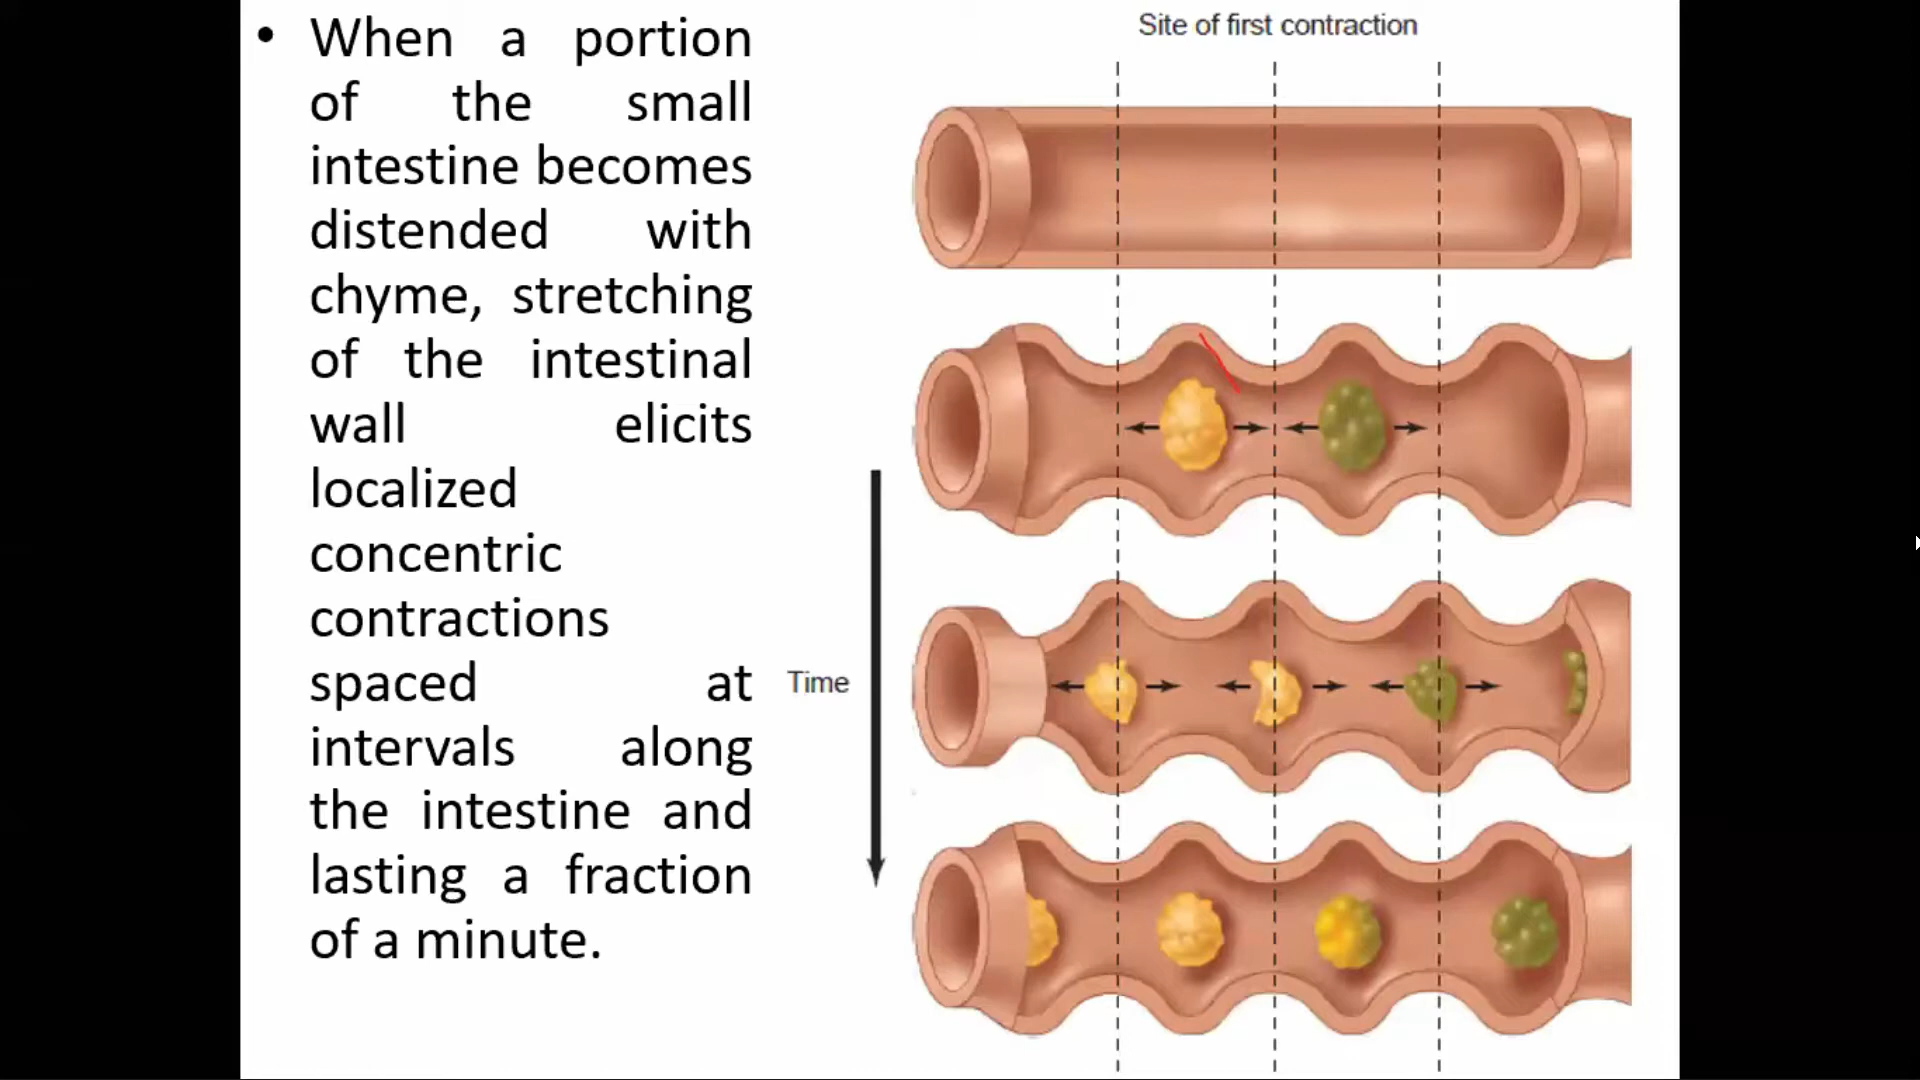 • When a portion
of the small
intestine becomes
distended with
chyme, stretching
of the intestinal
wall elicits
localized
concentric
contractions
spaced at
intervals along
the intestine and
lasting a fraction
of a minute.
Site of first contraction
Time